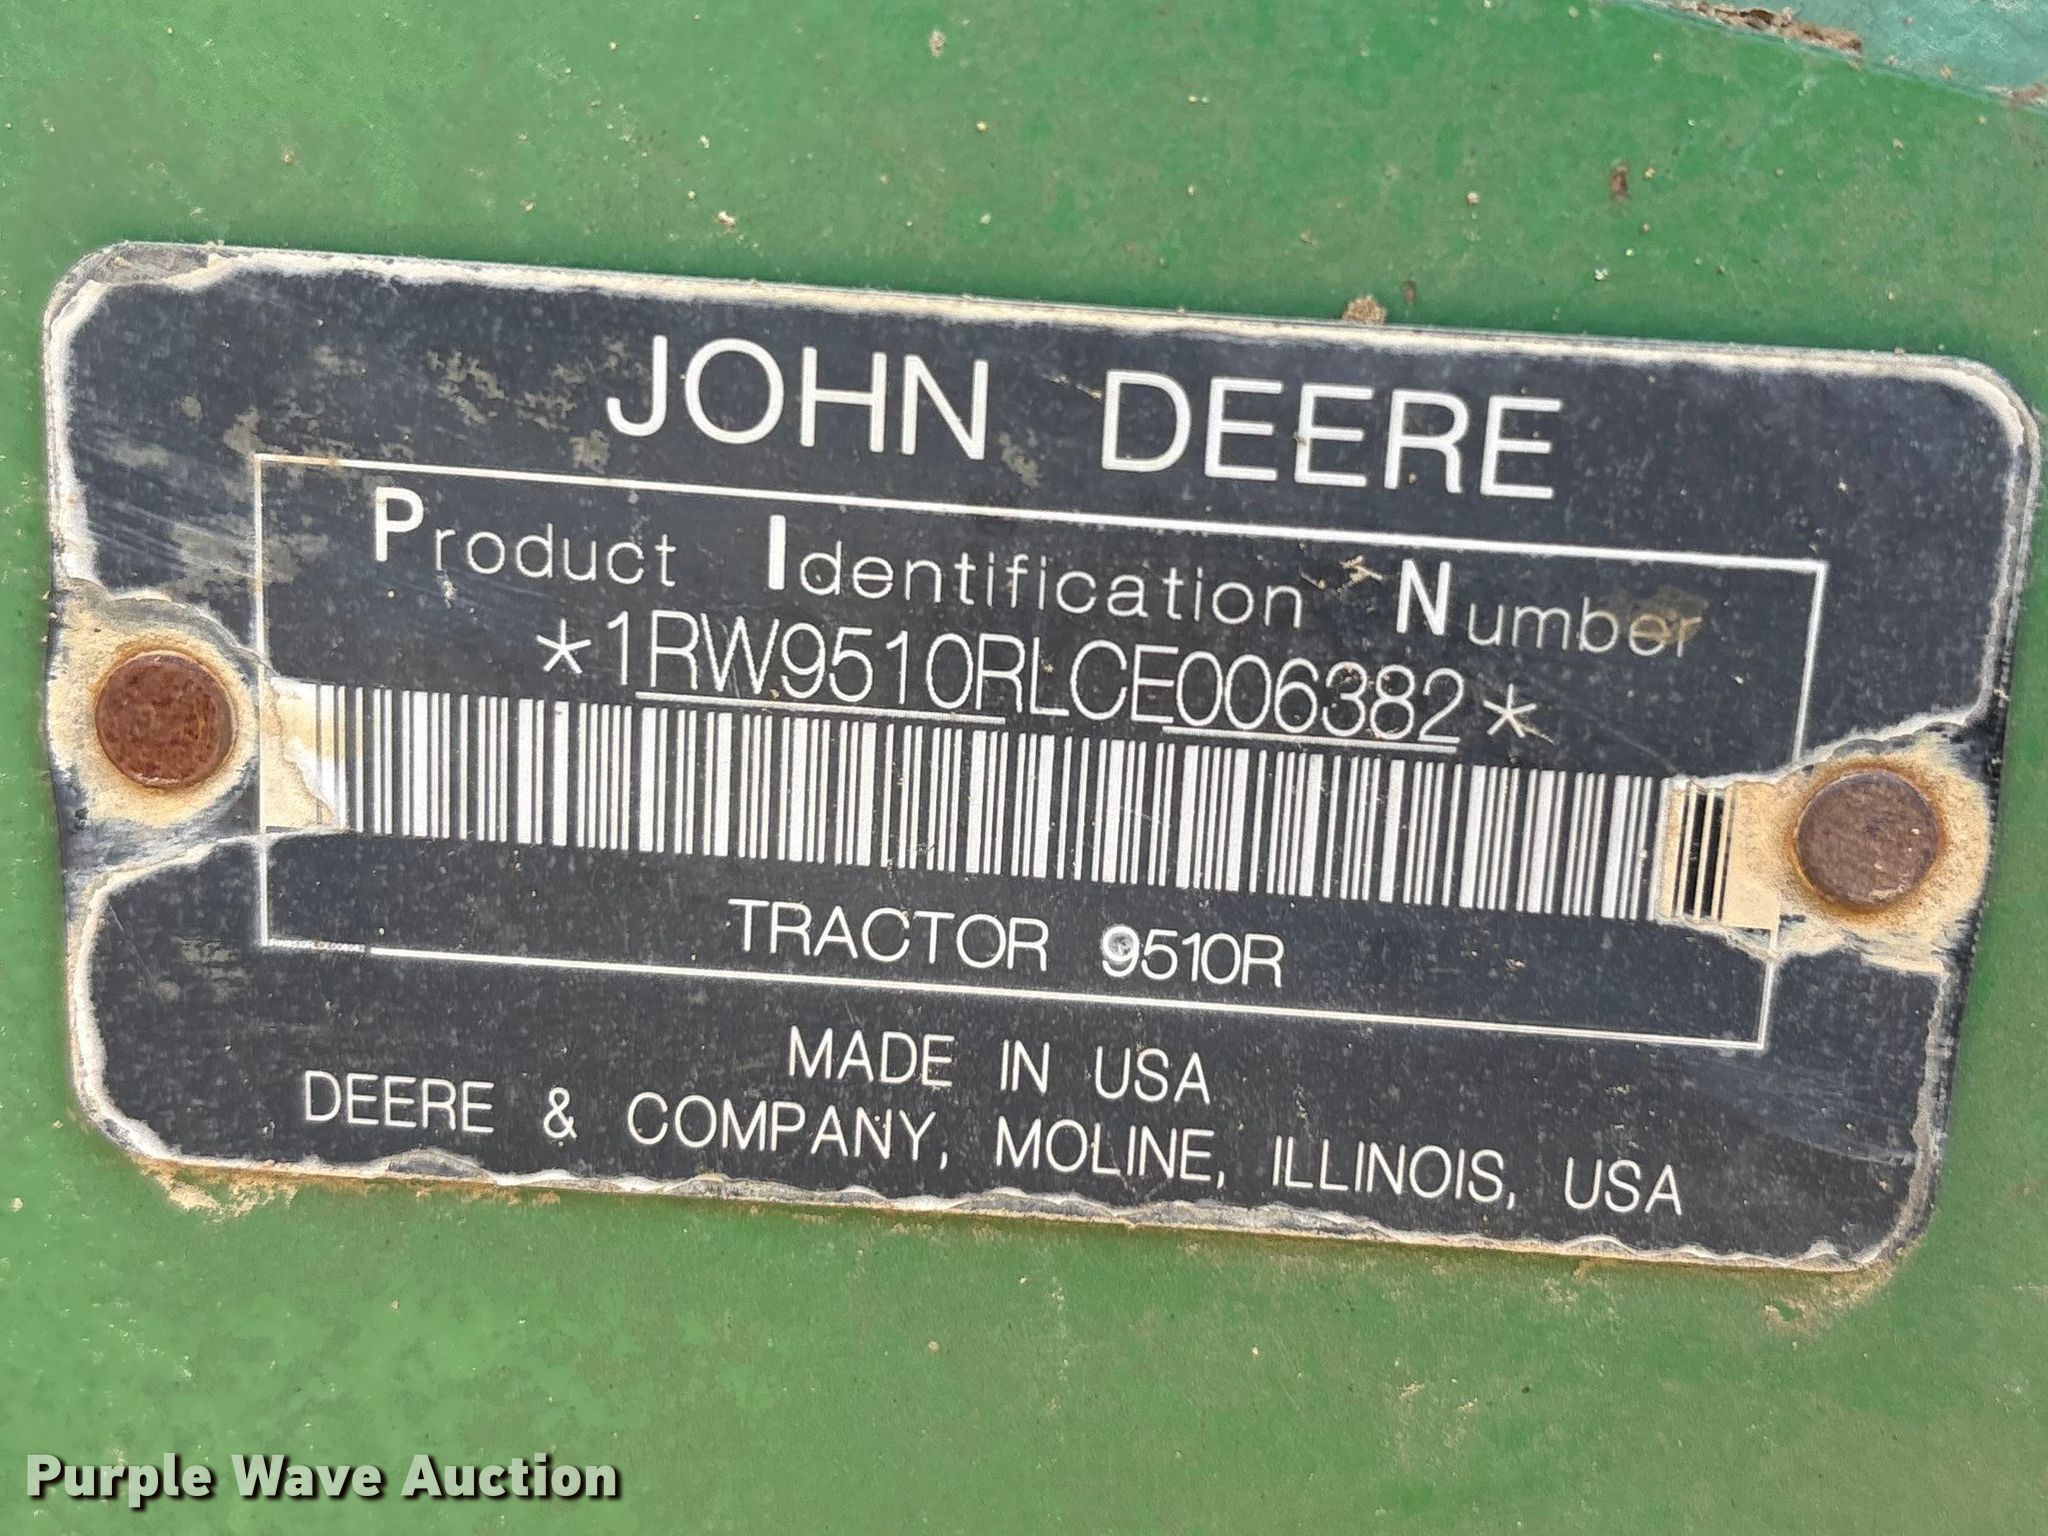 JOHN DEERE
Product Identification Number
*1RW9510RLCE006382*
TRACTOR 9510R
RW9510RLCE006382
MADE IN USA
DEERE & COMPANY, MOLINE, ILLINOIS, USA
Purple Wave Auction